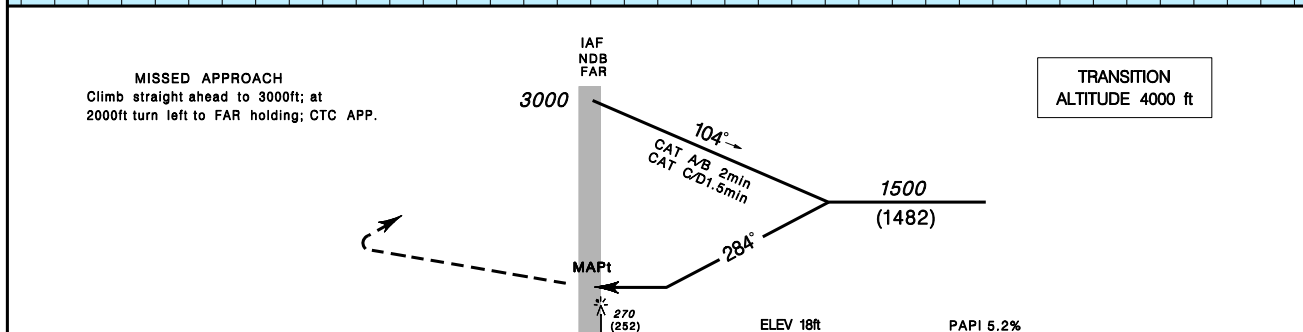 IAF
NDB
FAR
MISSED APPROACH
Climb straight ahead to 3000ft; at
2000ft turn left to FAR holding; CTC APP.
TRANSITION
ALTITUDE 4000 ft
3000
104°
CAT A/B 2min
CAT C/D1.5min
1500
(1482)
284°
MAPt
270
(252)
ELEV 18ft
PAPI 5.2%